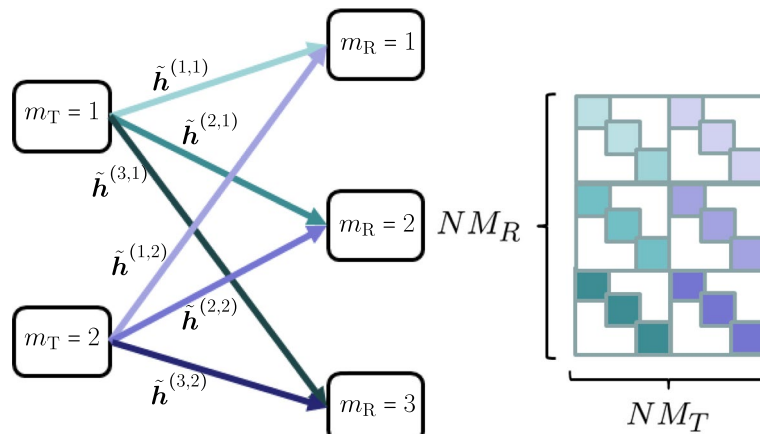 m_T = 1
m_T = 2
h̃^(1,1)
h̃^(2,1)
h̃^(3,1)
h̃^(1,2)
h̃^(2,2)
h̃^(3,2)
m_R = 1
m_R = 2
m_R = 3
NM_R
NM_T